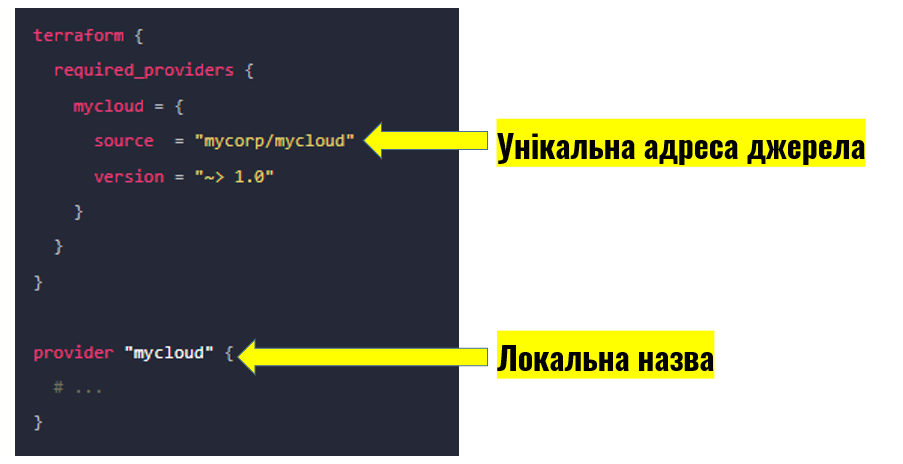 terraform {
required_providers {
mycloud = {
source = "mycorp/mycloud"
Унікальна адреса джерела
version = "~> 1.0"
}
}
}
provider "mycloud" {
Локальна назва
# ...
}